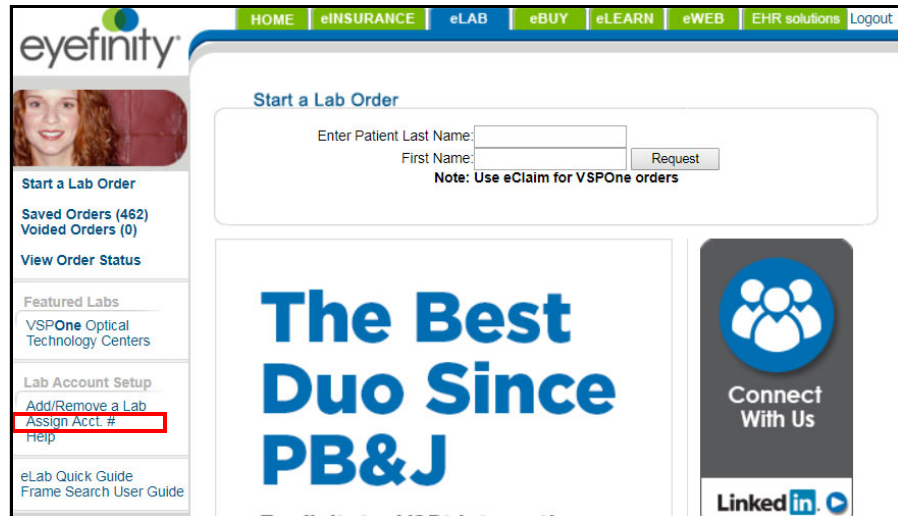 eyefinity
HOME eINSURANCE eLAB eBUY eLEARN eWEB EHR solutions Logout
Start a Lab Order
Enter Patient Last Name:
First Name: Request
Note: Use eClaim for VSPOne orders
Start a Lab Order
Saved Orders (462)
Voided Orders (0)
View Order Status
Featured Labs
VSPOne Optical
Technology Centers
Lab Account Setup
Add/Remove a Lab
Assign Acct. #
Help
eLab Quick Guide
Frame Search User Guide
The Best
Duo Since
PB&J
Connect
With Us
Linked in.